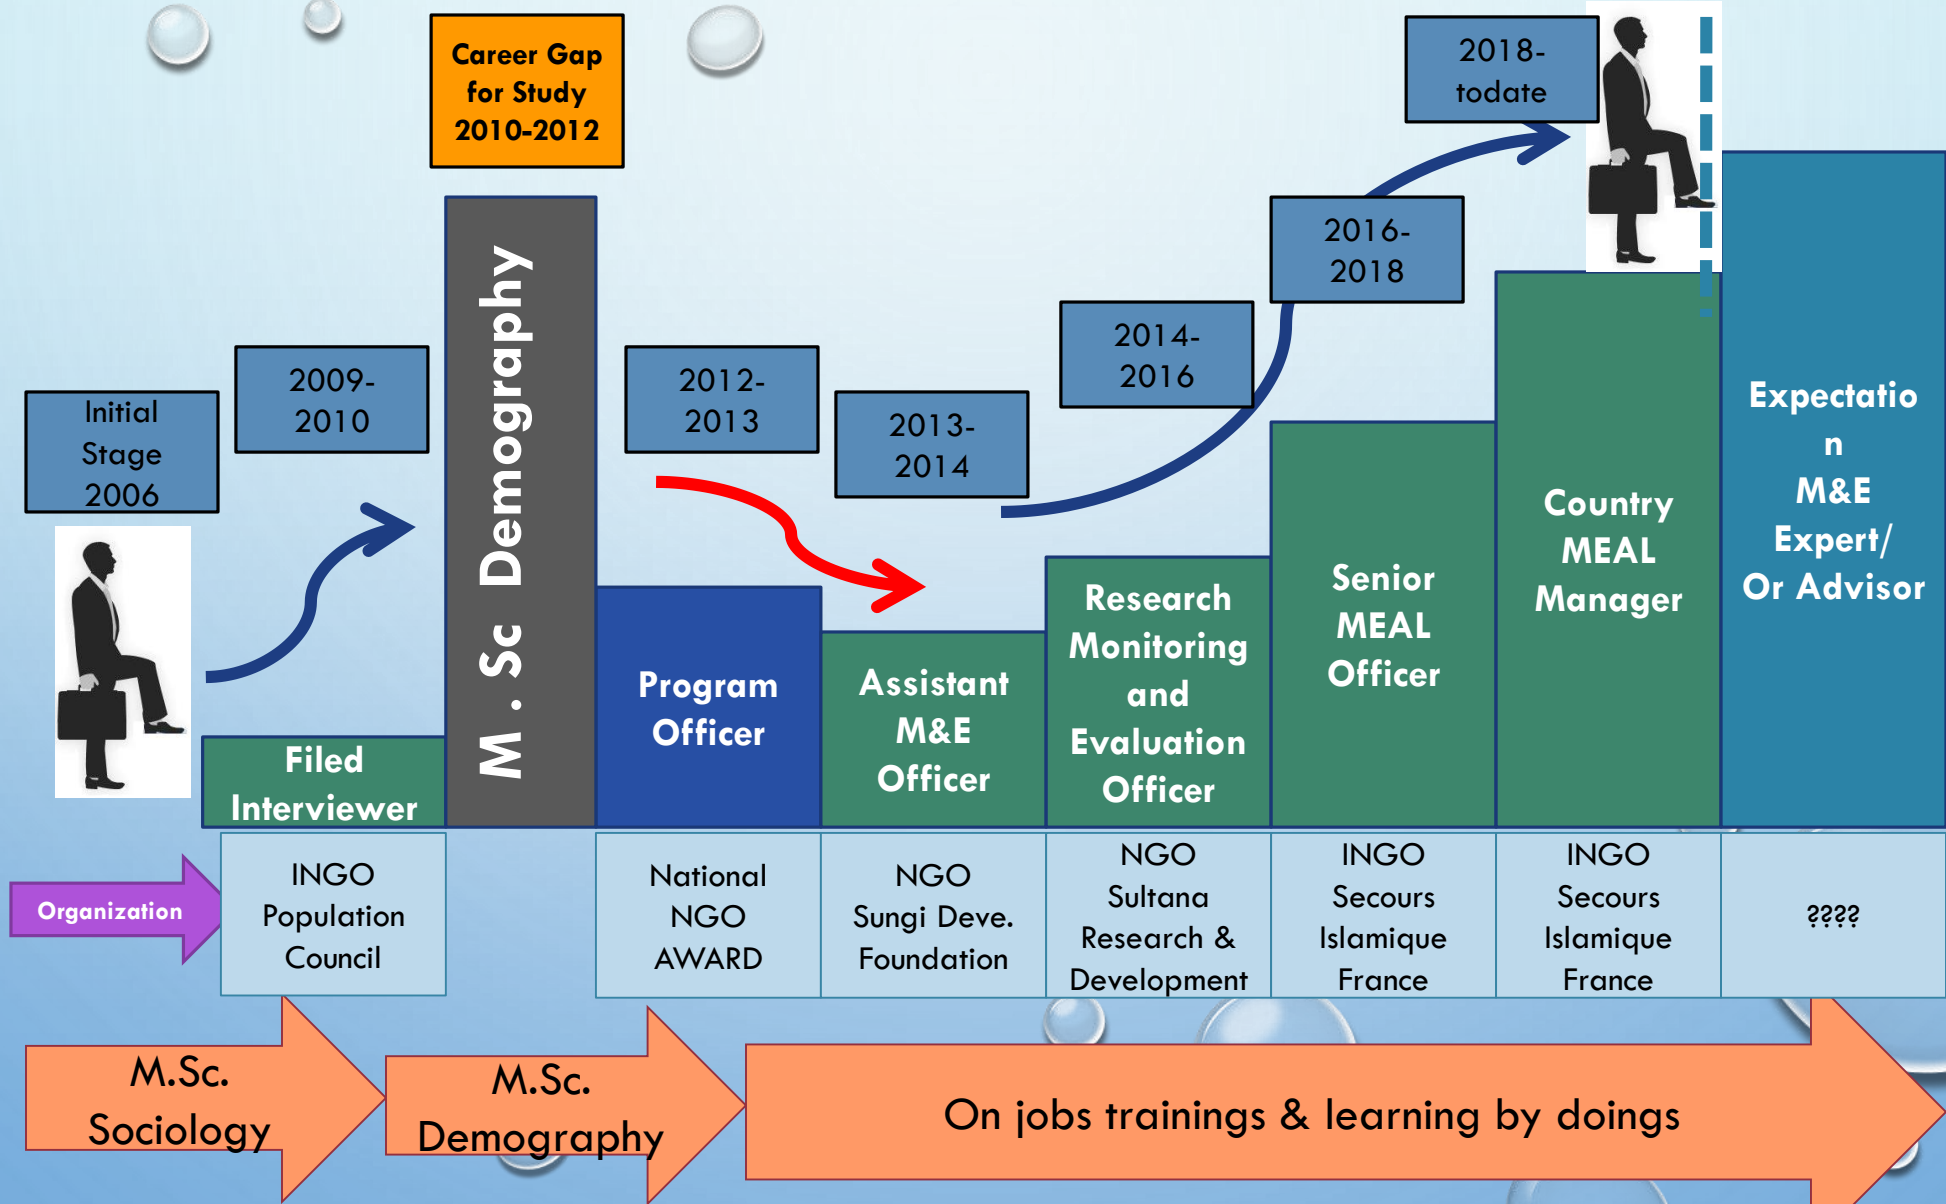 Career Gap
for Study
2010-2012
2018-
todate
2016-
2018
2014-
2016
2009-
2010
2012-
2013
2013-
2014
Initial
Stage
2006
M . Sc Demography
Filed
Interviewer
Program
Officer
Assistant
M&E
Officer
Research
Monitoring
and
Evaluation
Officer
Senior
MEAL
Officer
Country
MEAL
Manager
Expectatio
n
M&E
Expert/
Or Advisor
Organization
INGO
Population
Council
National
NGO
AWARD
NGO
Sungi Deve.
Foundation
NGO
Sultana
Research &
Development
INGO
Secours
Islamique
France
INGO
Secours
Islamique
France
????
M.Sc.
Sociology
M.Sc.
Demography
On jobs trainings & learning by doings